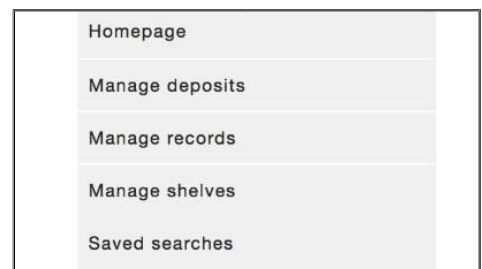 Homepage
Manage deposits
Manage records
Manage shelves
Saved searches